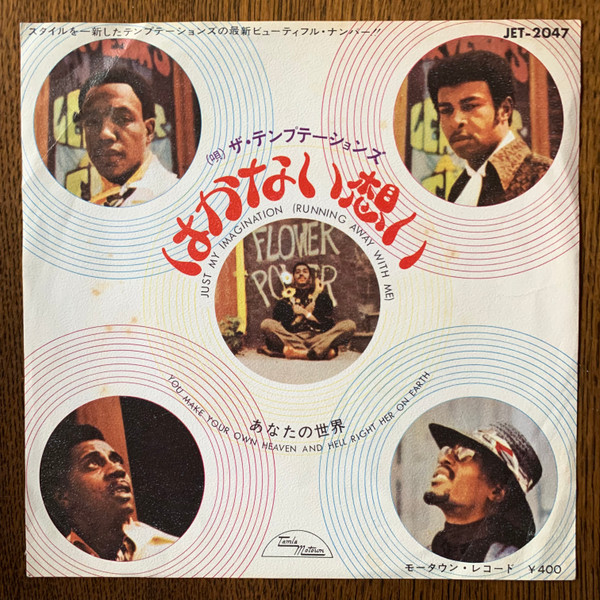 スタイルを一新したテンプテーションズの最新ビューティフル・ナンバー!!
JET-2047
(唄)ザ・テンプテーションズ
はかない想い
JUST MY IMAGINATION (RUNNING AWAY WITH ME)
FLOWER
POWER
あなたの世界
YOU MAKE YOUR OWN HEAVEN AND HELL RIGHT HER ON EARTH
Tamla
Motown
モータウン・レコード ¥400